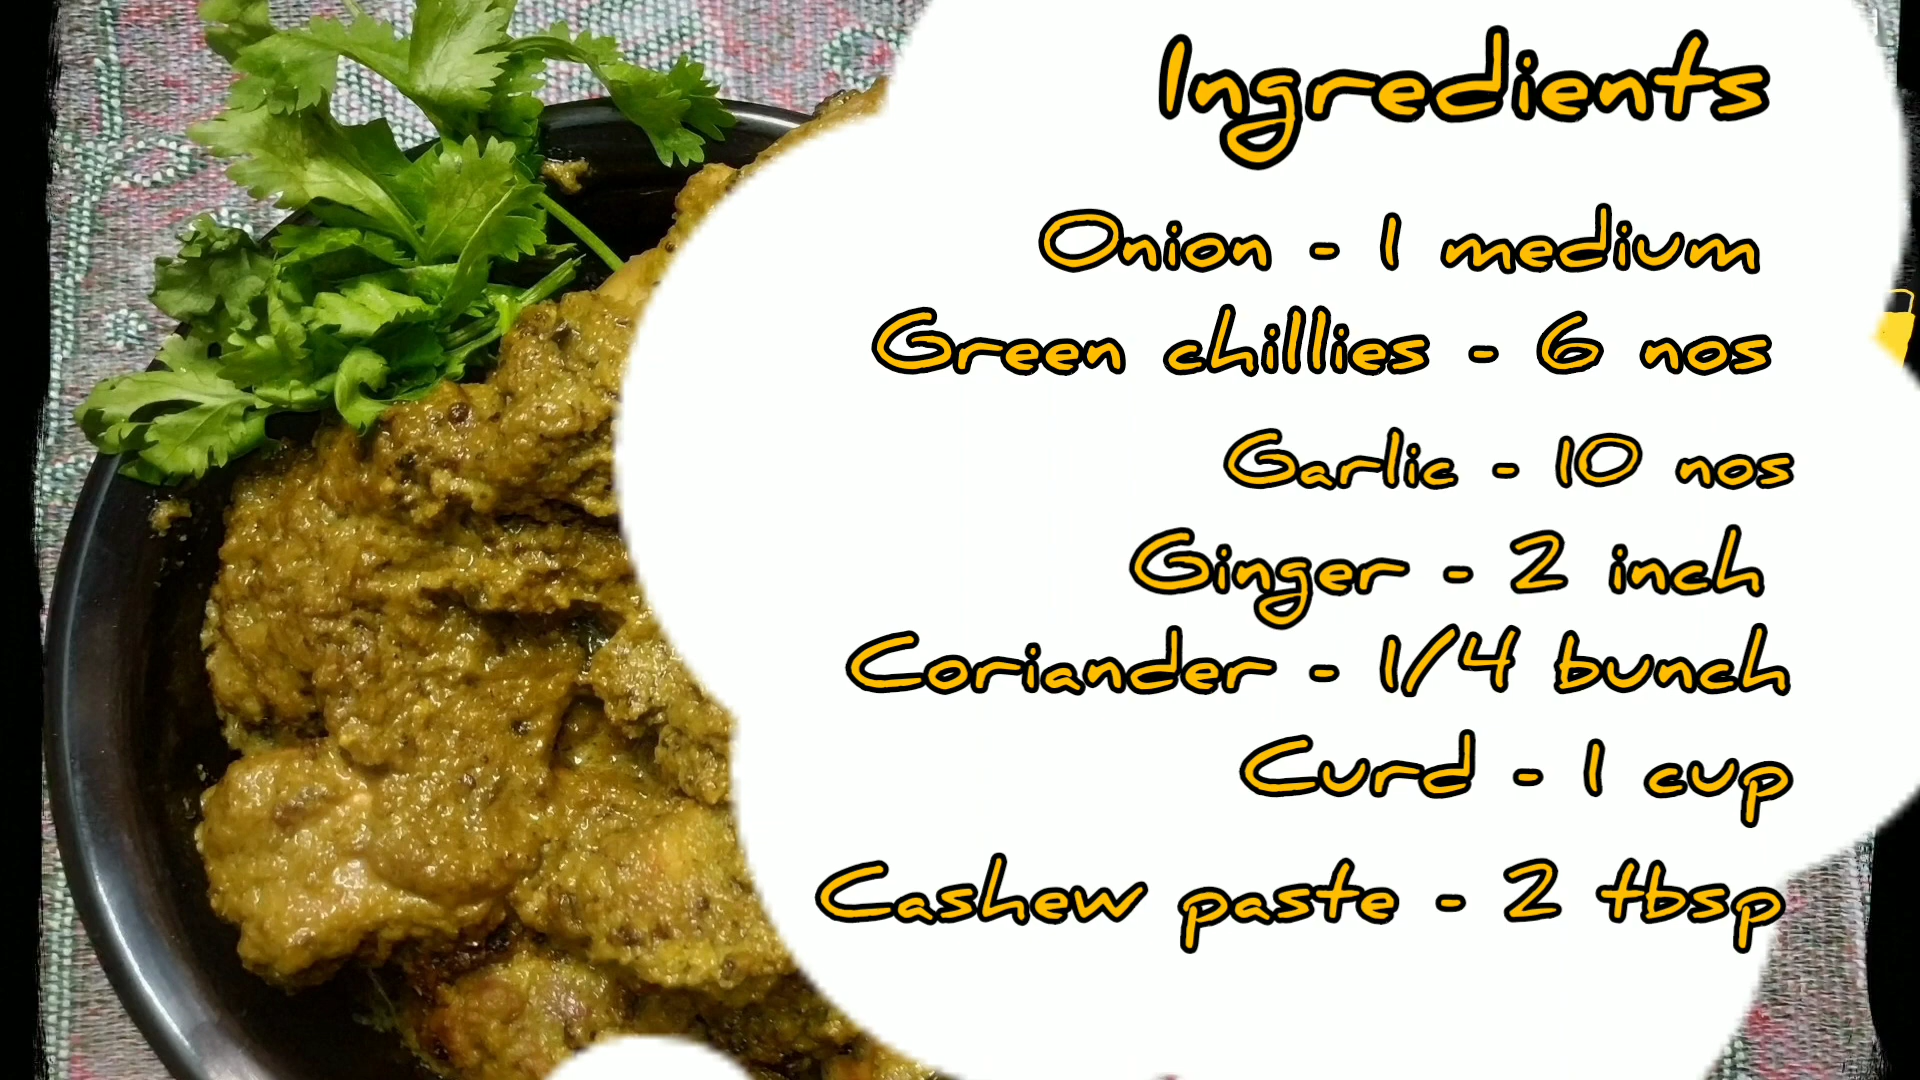 Ingredients
Onion - 1 medium
Green chillies - 6 nos
Garlic - 10 nos
Ginger - 2 inch
Coriander - 1/4 bunch
Curd - 1 cup
Cashew paste - 2 tbsp